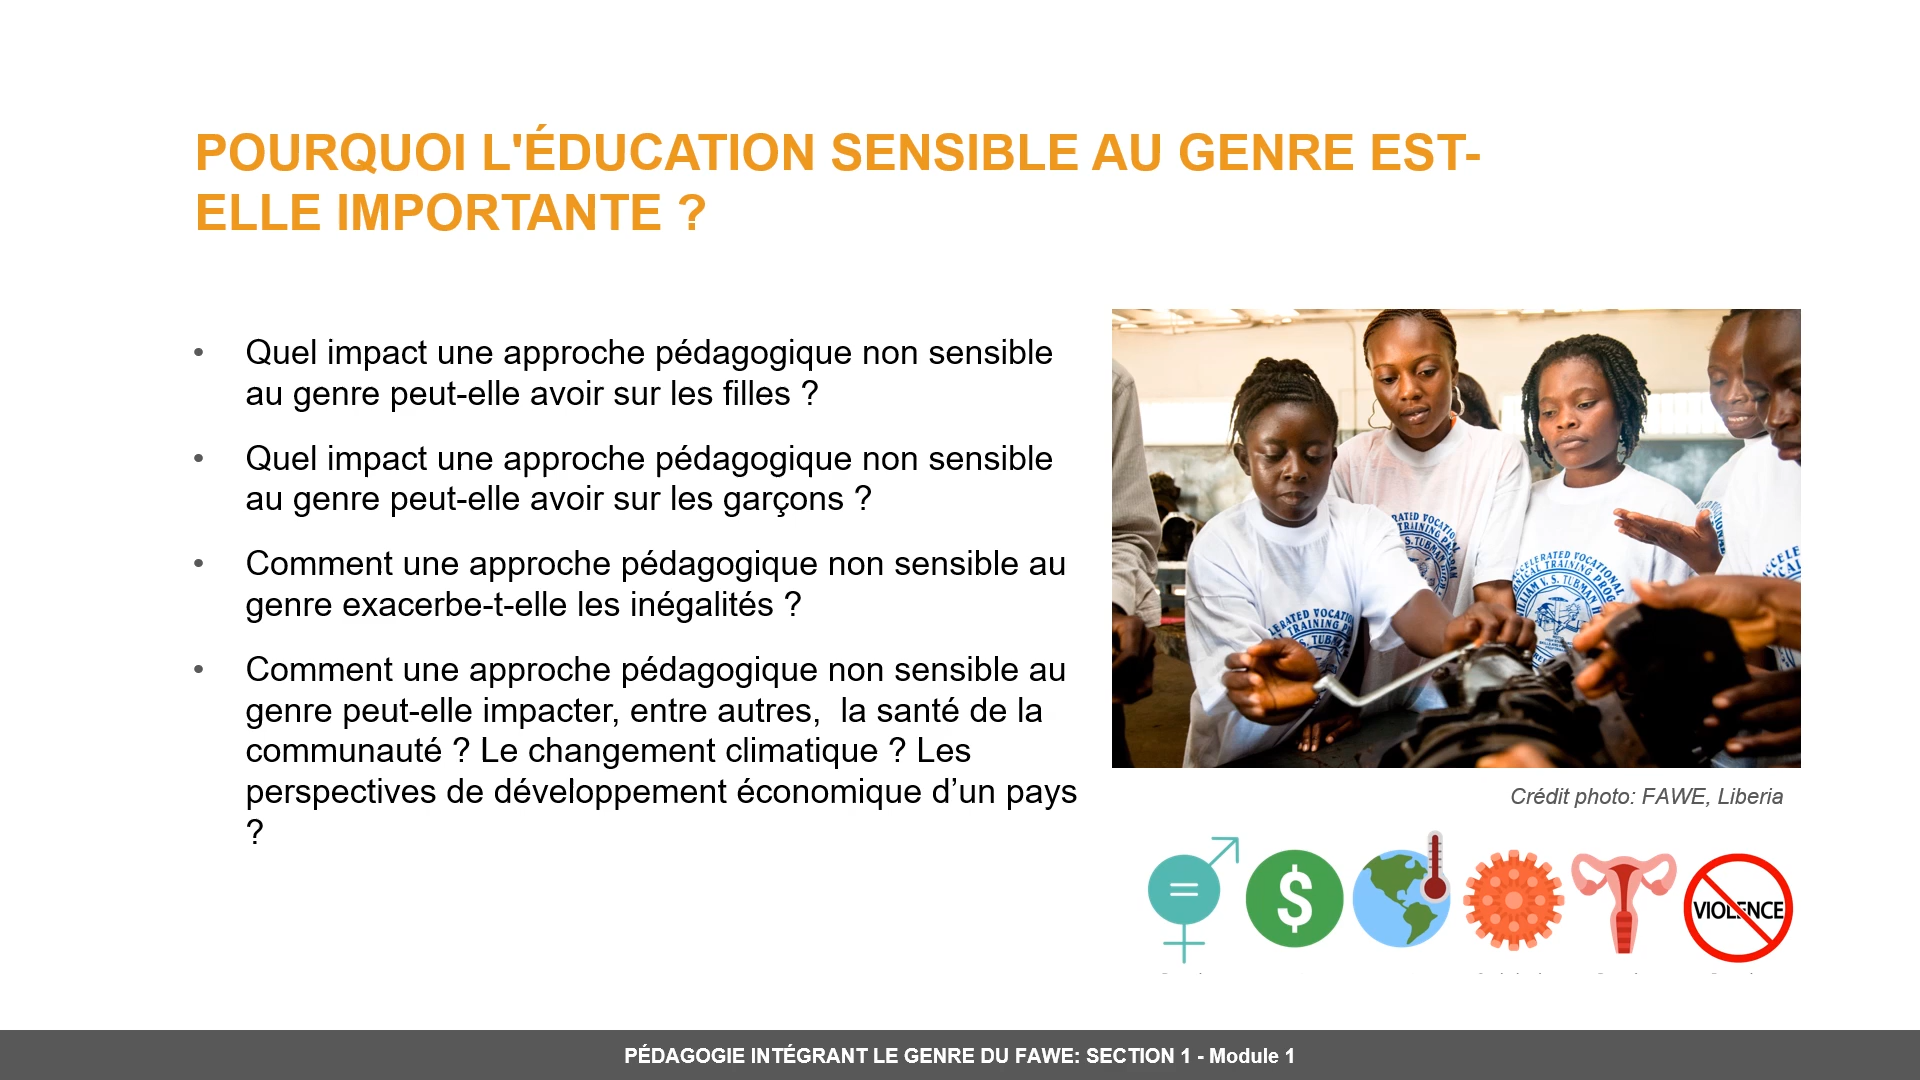 POURQUOI L'ÉDUCATION SENSIBLE AU GENRE EST-
ELLE IMPORTANTE ?
• Quel impact une approche pédagogique non sensible
au genre peut-elle avoir sur les filles ?
• Quel impact une approche pédagogique non sensible
au genre peut-elle avoir sur les garçons ?
• Comment une approche pédagogique non sensible au
genre exacerbe-t-elle les inégalités ?
• Comment une approche pédagogique non sensible au
genre peut-elle impacter, entre autres,  la santé de la
communauté ? Le changement climatique ? Les
perspectives de développement économique d’un pays
?
VOCATIONAL
TRAINING
V. S. TUBMAN
Crédit photo: FAWE, Liberia
$
VIOLENCE
PÉDAGOGIE INTÉGRANT LE GENRE DU FAWE: SECTION 1 - Module 1